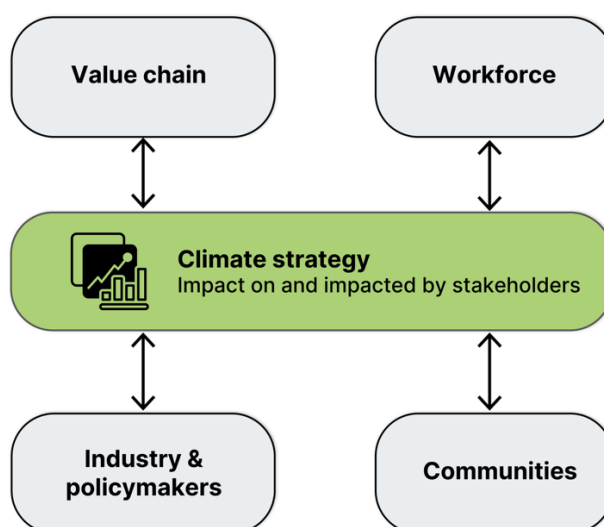 Value chain
Workforce
Climate strategy
Impact on and impacted by stakeholders
Industry &
policymakers
Communities